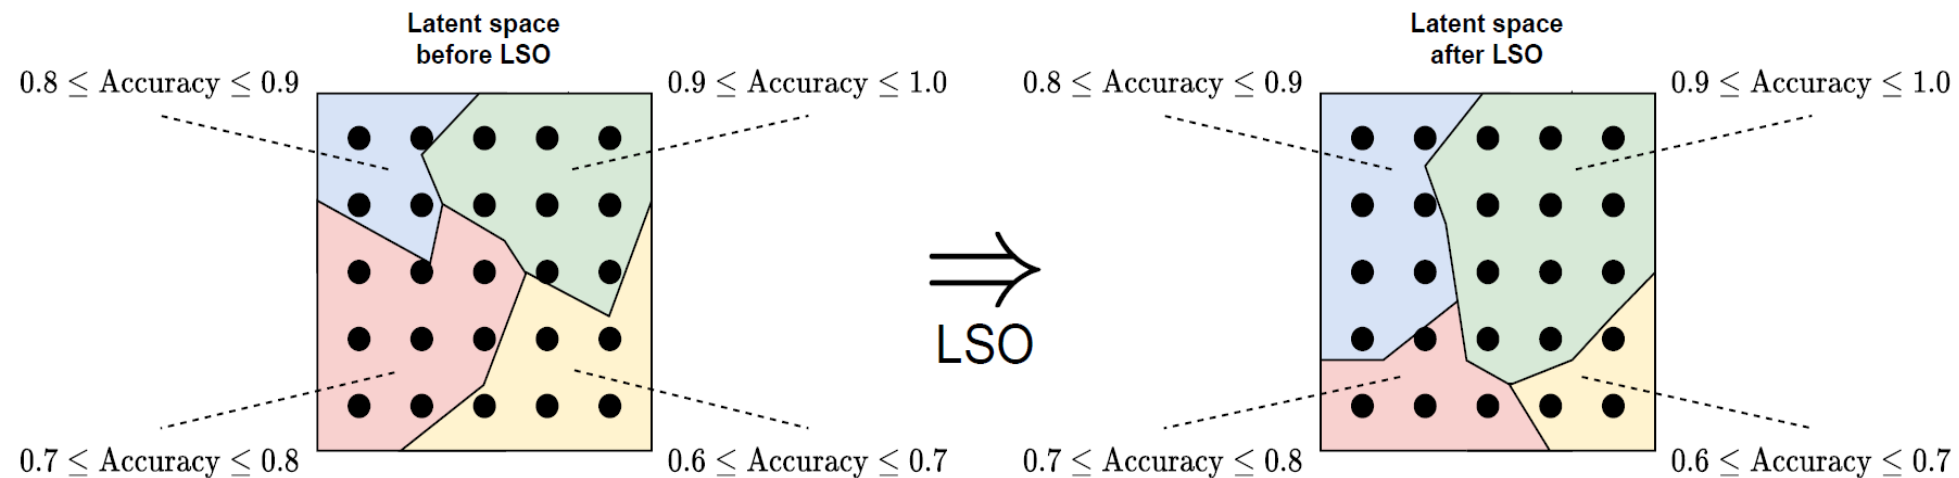 Latent space
before LSO
0.8 ≤ Accuracy ≤ 0.9
0.9 ≤ Accuracy ≤ 1.0
0.7 ≤ Accuracy ≤ 0.8
0.6 ≤ Accuracy ≤ 0.7
⇒
LSO
Latent space
after LSO
0.8 ≤ Accuracy ≤ 0.9
0.9 ≤ Accuracy ≤ 1.0
0.7 ≤ Accuracy ≤ 0.8
0.6 ≤ Accuracy ≤ 0.7